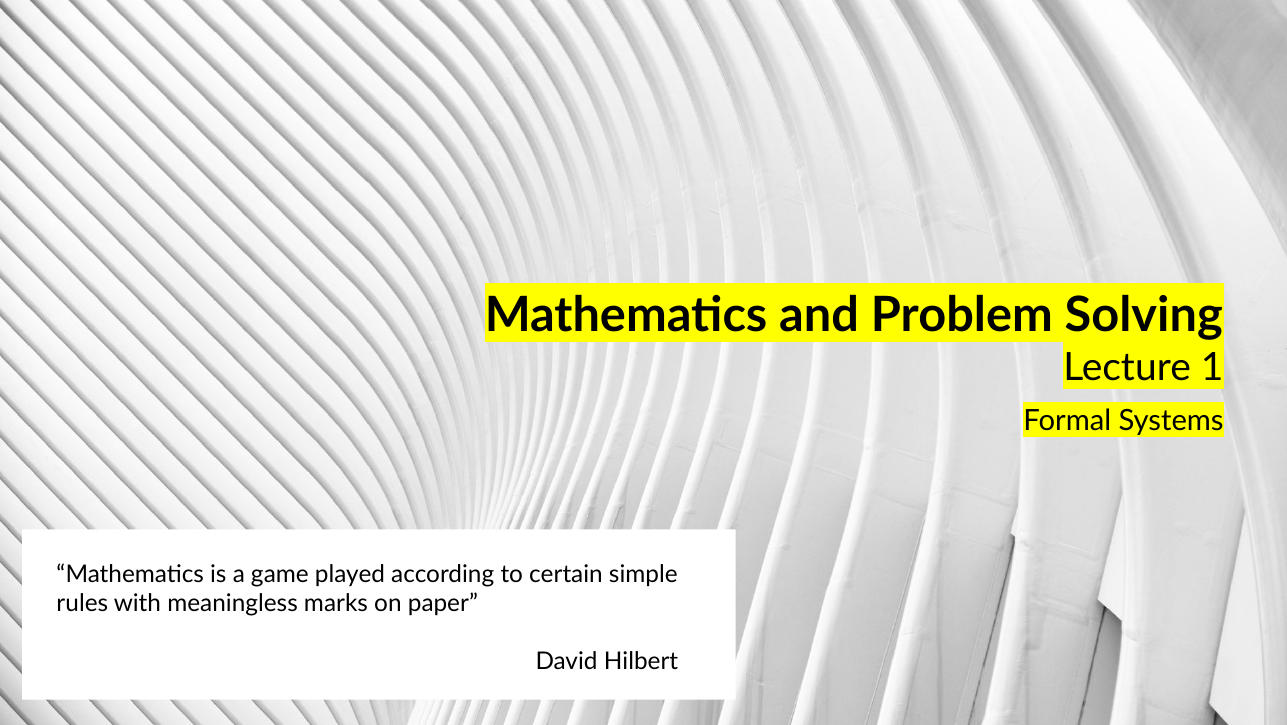 Mathematics and Problem Solving
Lecture 1
Formal Systems
“Mathematics is a game played according to certain simple
rules with meaningless marks on paper”
David Hilbert